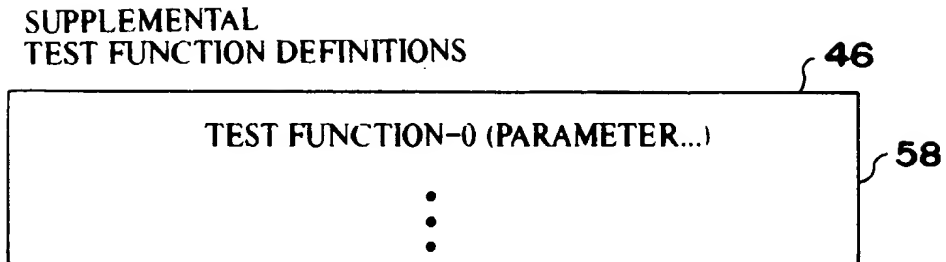 SUPPLEMENTAL
TEST FUNCTION DEFINITIONS
46
TEST FUNCTION-0 (PARAMETER...)
58